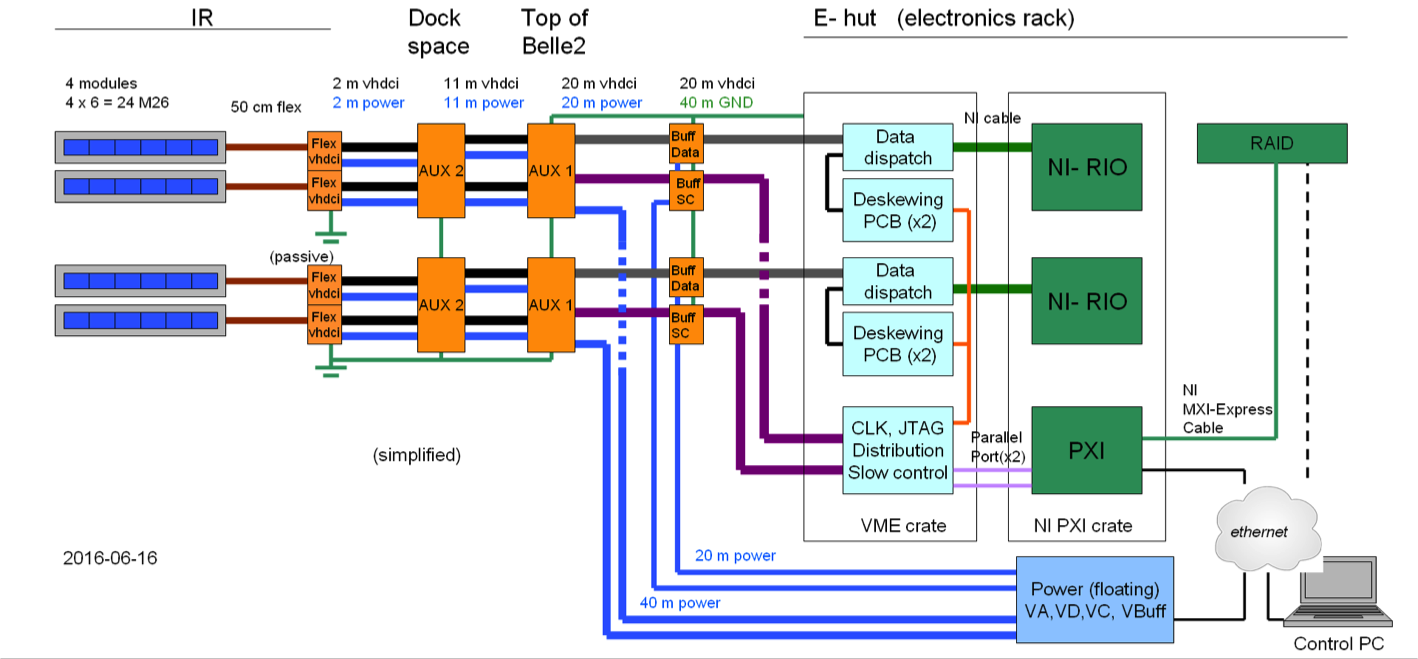 IR
Dock
space
Top of
Belle2
E- hut (electronics rack)
4 modules
4 x 6 = 24 M26
50 cm flex
2 m vhdci
2 m power
11 m vhdci
11 m power
20 m vhdci
20 m power
20 m vhdci
40 m GND
Flex
vhdci
Flex
vhdci
AUX 2
AUX 1
Buff
Data
Buff
SC
Data
dispatch
Deskewing
PCB (x2)
NI cable
NI- RIO
RAID
(passive)
Flex
vhdci
Flex
vhdci
AUX 2
AUX 1
Buff
Data
Buff
SC
Data
dispatch
Deskewing
PCB (x2)
NI- RIO
(simplified)
CLK, JTAG
Distribution
Slow control
Parallel
Port(x2)
PXI
NI
MXI-Express
Cable
VME crate
NI PXI crate
ethernet
2016-06-16
20 m power
40 m power
Power (floating)
VA,VD,VC, VBuff
Control PC